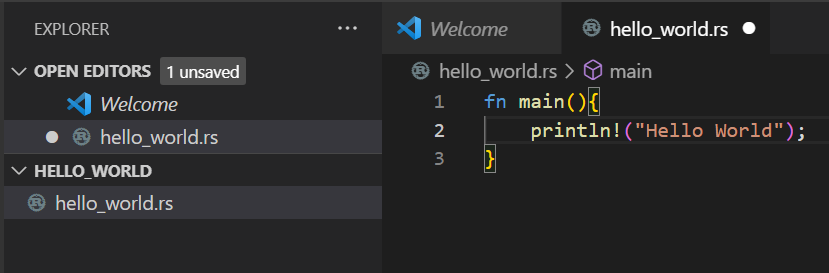 EXPLORER ...
OPEN EDITORS 1 unsaved
Welcome
hello_world.rs
HELLO_WORLD
hello_world.rs
Welcome hello_world.rs
hello_world.rs > main
1 fn main(){
2     println!("Hello World");
3 }